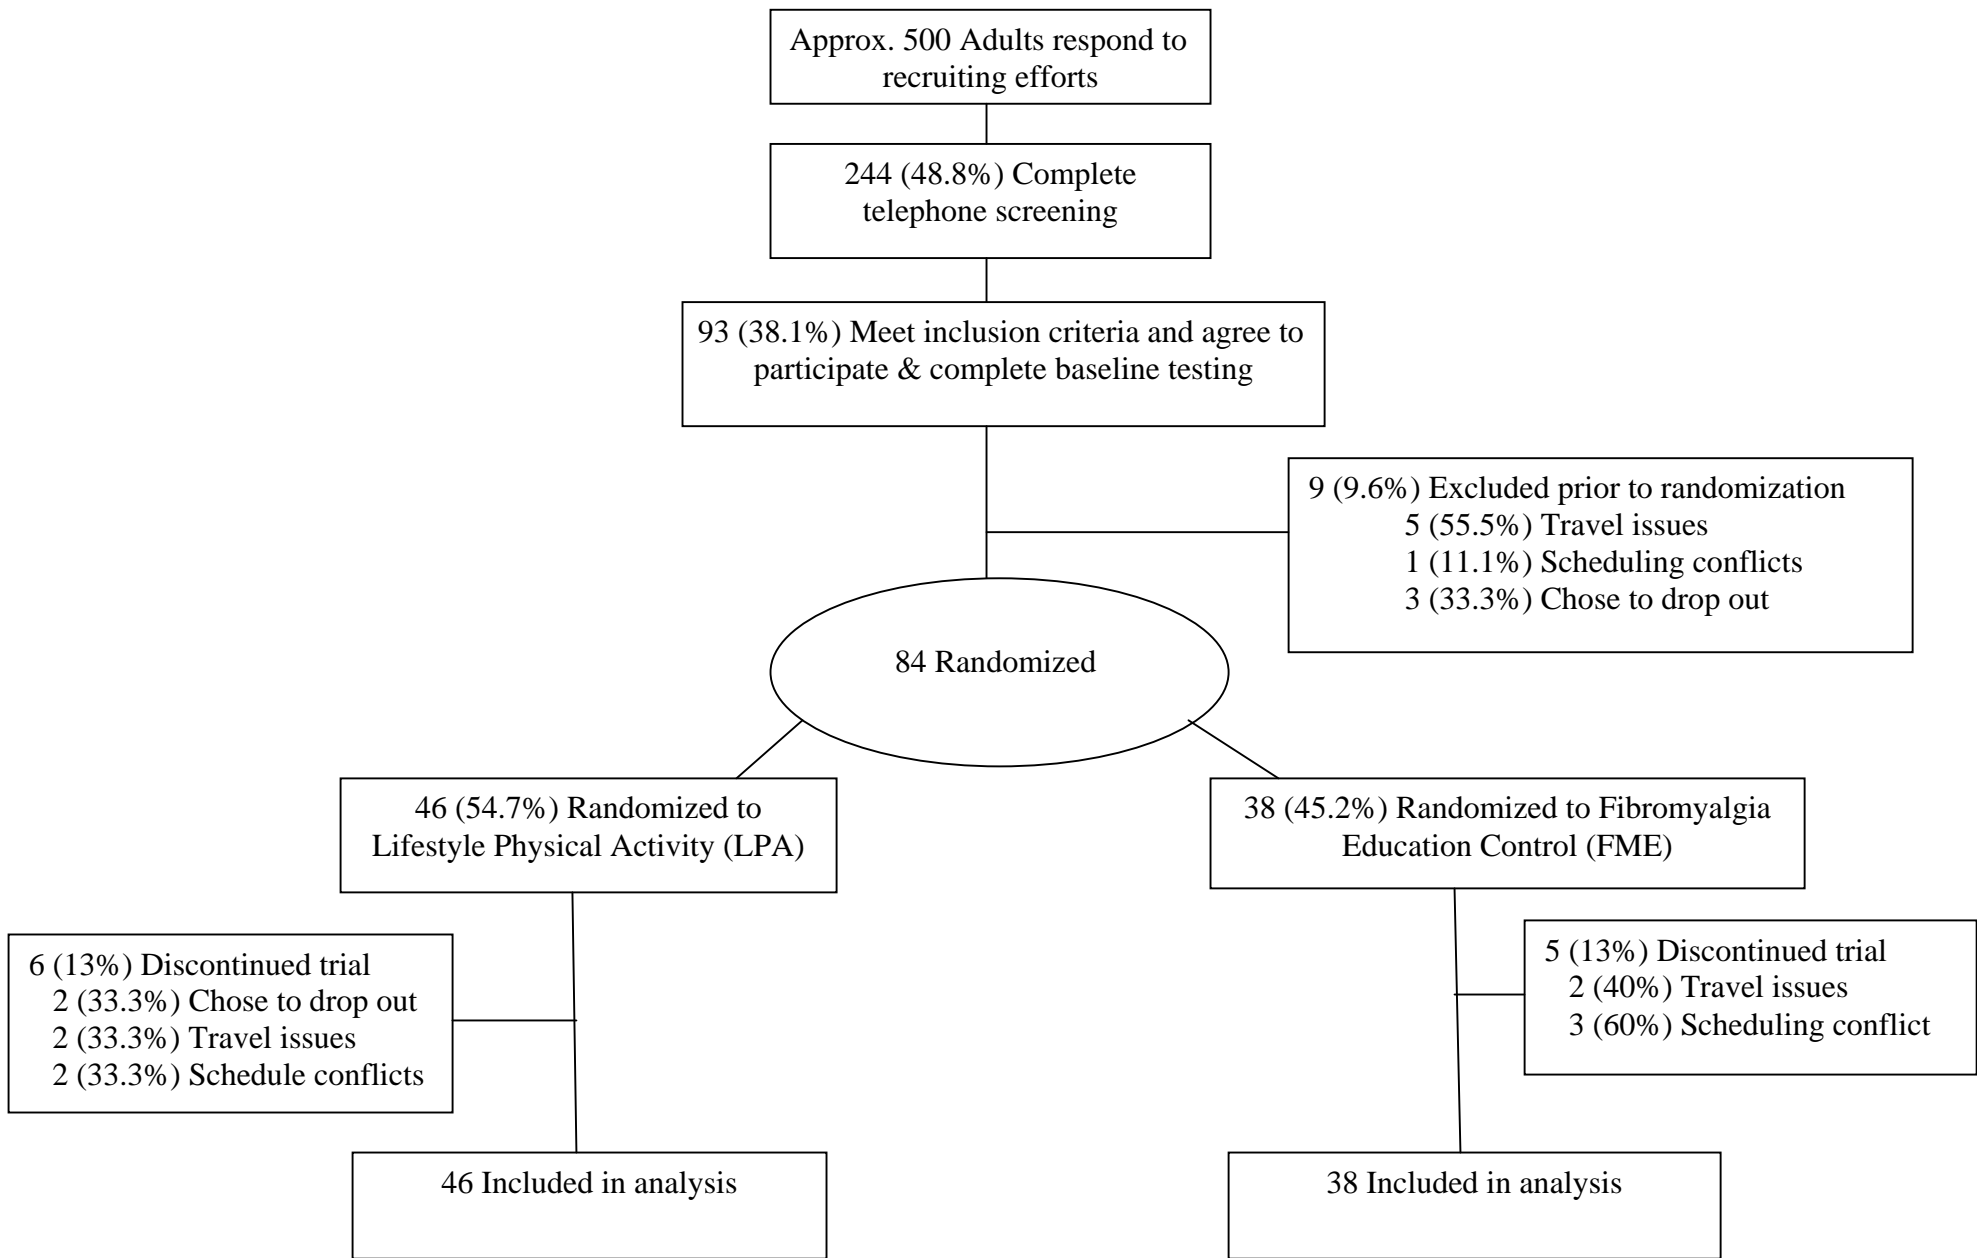 Approx. 500 Adults respond to
recruiting efforts
244 (48.8%) Complete
telephone screening
93 (38.1%) Meet inclusion criteria and agree to
participate & complete baseline testing
9 (9.6%) Excluded prior to randomization
5 (55.5%) Travel issues
1 (11.1%) Scheduling conflicts
3 (33.3%) Chose to drop out
84 Randomized
46 (54.7%) Randomized to
Lifestyle Physical Activity (LPA)
38 (45.2%) Randomized to Fibromyalgia
Education Control (FME)
6 (13%) Discontinued trial
2 (33.3%) Chose to drop out
2 (33.3%) Travel issues
2 (33.3%) Schedule conflicts
5 (13%) Discontinued trial
2 (40%) Travel issues
3 (60%) Scheduling conflict
46 Included in analysis
38 Included in analysis